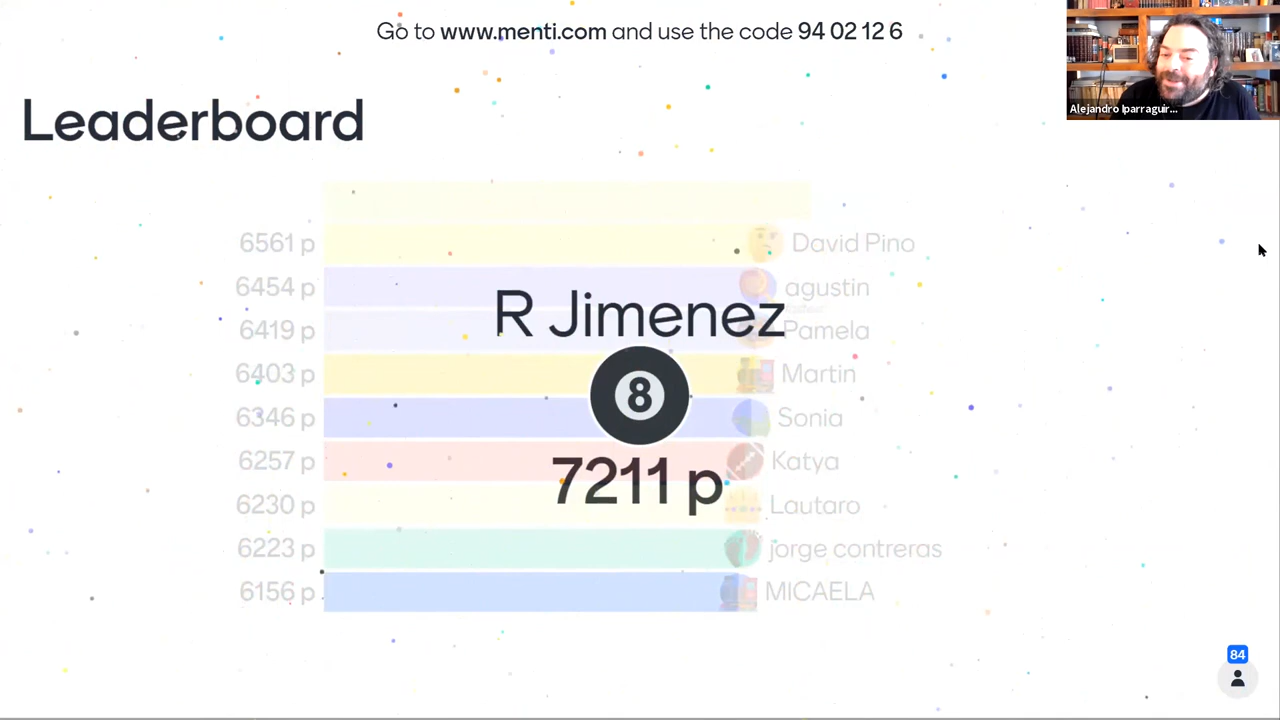 Go to www.menti.com and use the code 94 02 12 6
Alejandro Iparraguir...
Leaderboard
6561 p David Pino
6454 p agustin
R Jimenez
6419 p Pamela
6403 p Martin
8
6346 p Sonia
6257 p Katya
7211 p
6230 p Lautaro
6223 p jorge contreras
6156 p MICAELA
84